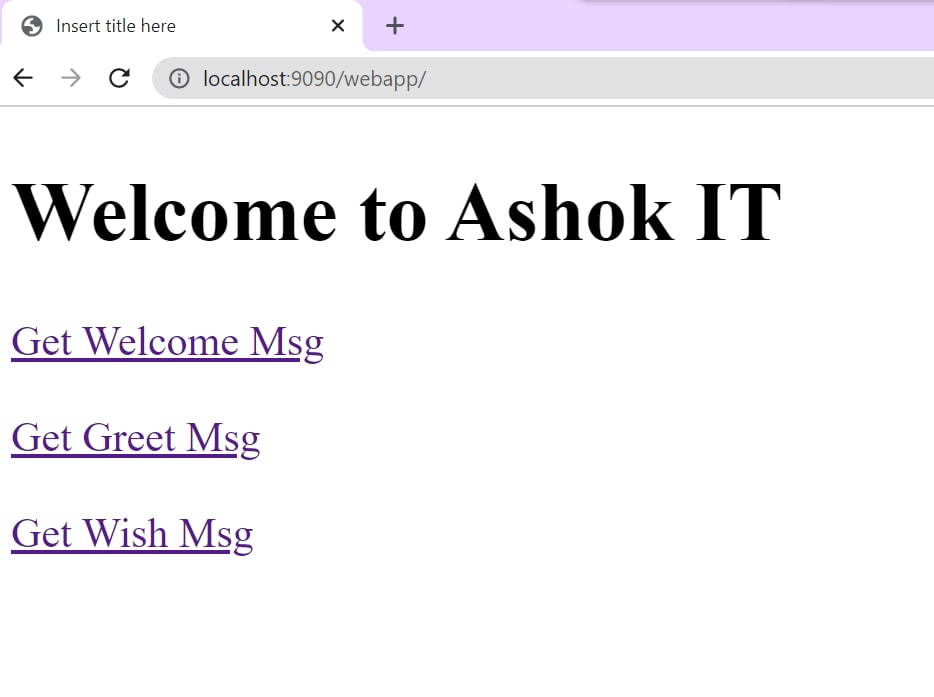 Insert title here
localhost:9090/webapp/
Welcome to Ashok IT
Get Welcome Msg
Get Greet Msg
Get Wish Msg